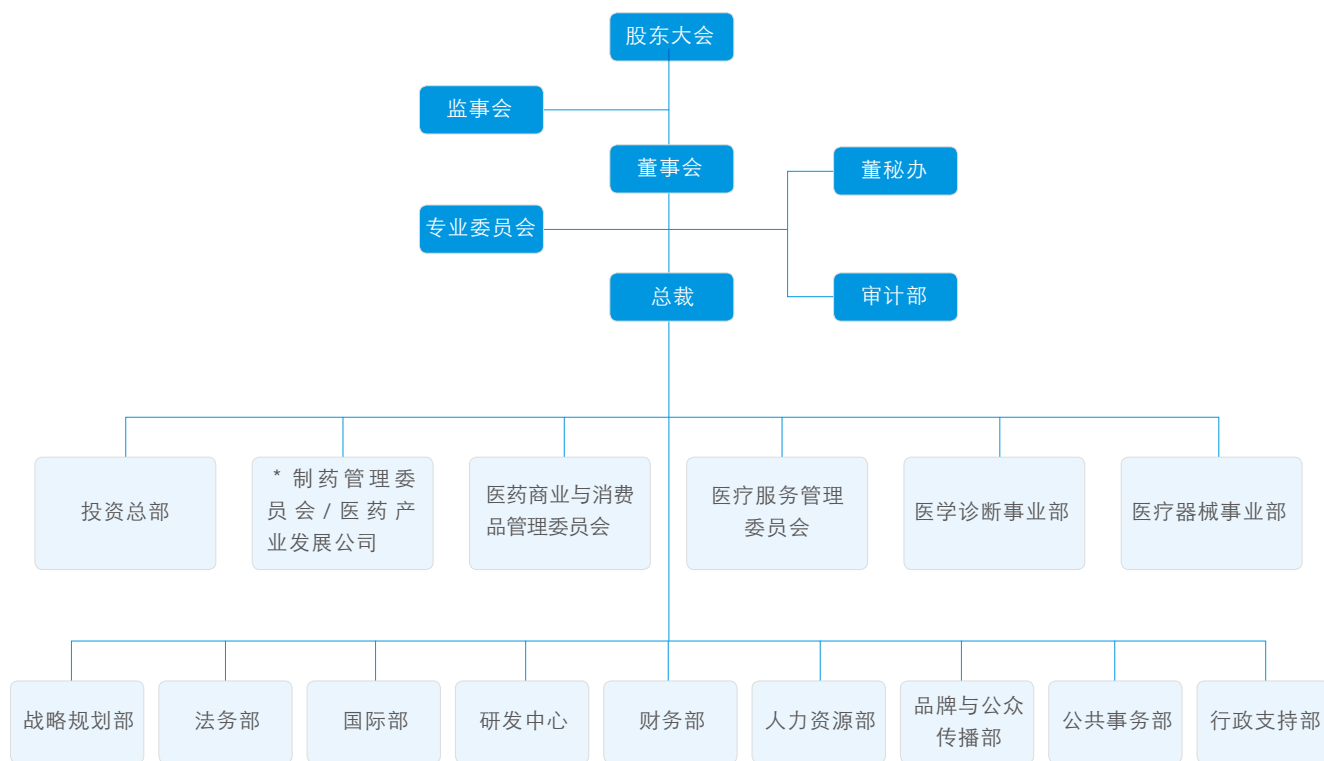 股东大会
监事会
董事会
董秘办
专业委员会
总裁
审计部
投资总部
* 制药管理委
员会/医药产
业发展公司
医药商业与消费
品管理委员会
医疗服务管理
委员会
医学诊断事业部
医疗器械事业部
战略规划部
法务部
国际部
研发中心
财务部
人力资源部
品牌与公众
传播部
公共事务部
行政支持部